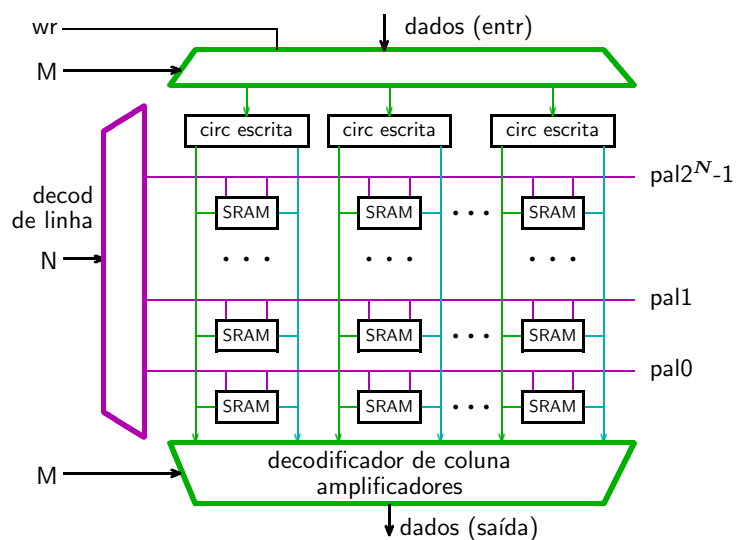 wr
dados (entr)
M
circ escrita circ escrita circ escrita
pal2^N-1
decod
de linha
SRAM SRAM • • • SRAM
N
• • • • • • • • •
pal1
SRAM SRAM • • • SRAM
pal0
SRAM SRAM • • • SRAM
decodificador de coluna
amplificadores
M
dados (saída)